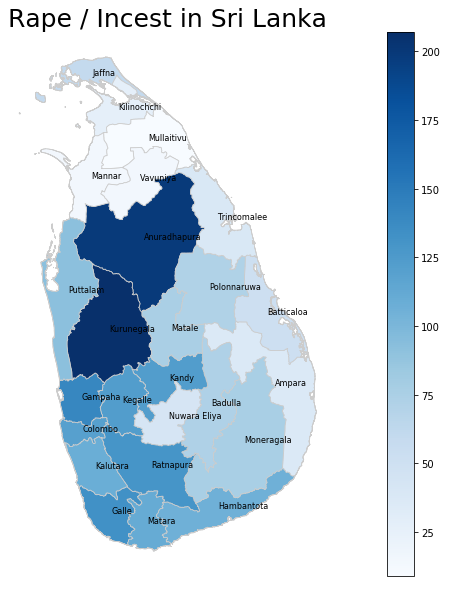 Rape / Incest in Sri Lanka
Jaffna
Kilinochchi
Mullaitivu
Mannar
Vavuniya
Trincomalee
Anuradhapura
Puttalam
Polonnaruwa
Batticaloa
Kurunegala
Matale
Kandy
Ampara
Gampaha
Kegalle
Badulla
Nuwara Eliya
Colombo
Moneragala
Kalutara
Ratnapura
Hambantota
Galle
Matara
200
175
150
125
100
75
50
25